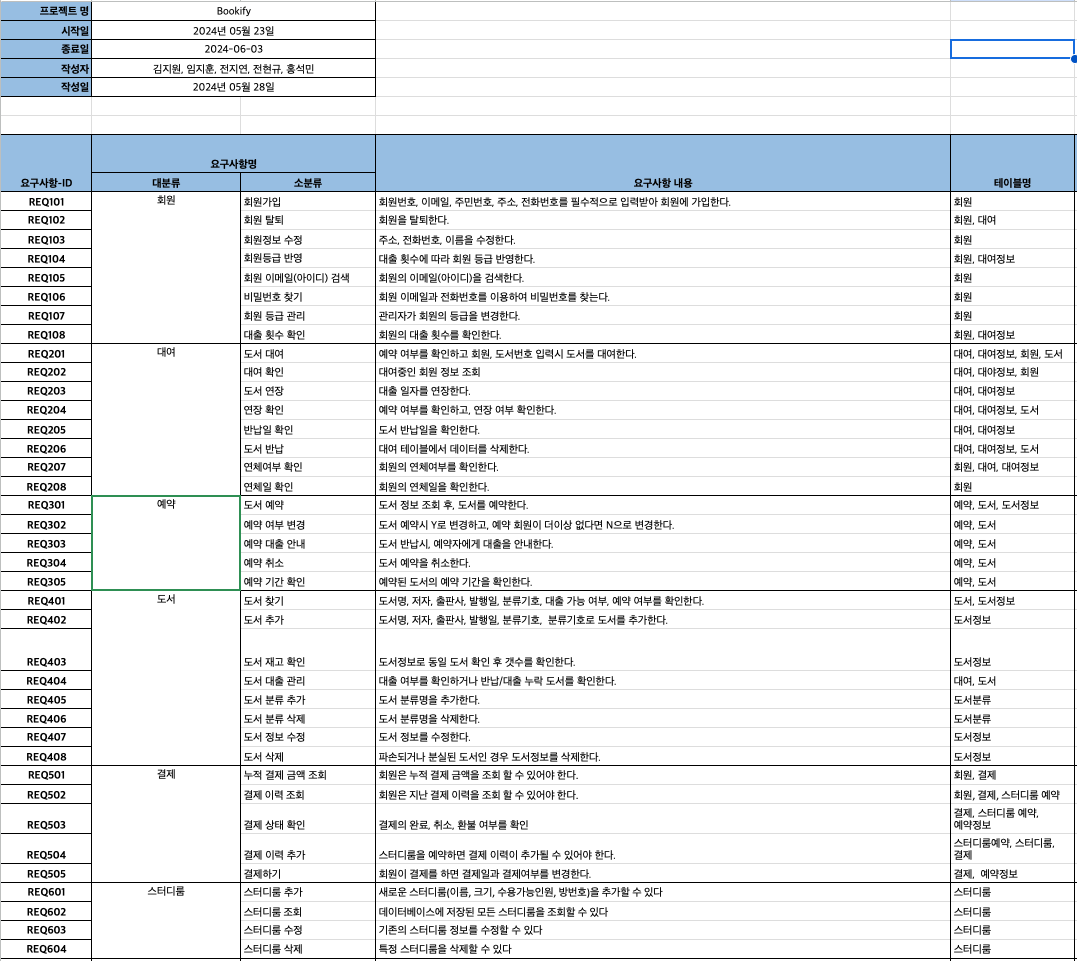 프로젝트 명 Bookify
시작일 2024년 05월 23일
종료일 2024-06-03
작성자 김지원, 임지훈, 전지연, 전현규, 홍석민
작성일 2024년 05월 28일
요구사항-ID 요구사항명 요구사항 내용 테이블명
대분류 소분류
REQ101 회원 회원가입 회원번호, 이메일, 주민번호, 주소, 전화번호를 필수적으로 입력받아 회원에 가입한다. 회원
REQ102 회원 탈퇴 회원을 탈퇴한다. 회원, 대여
REQ103 회원정보 수정 주소, 전화번호, 이름을 수정한다. 회원
REQ104 회원등급 반영 대출 횟수에 따라 회원 등급 반영한다. 회원, 대여정보
REQ105 회원 이메일(아이디) 검색 회원의 이메일(아이디)을 검색한다. 회원
REQ106 비밀번호 찾기 회원 이메일과 전화번호를 이용하여 비밀번호를 찾는다. 회원
REQ107 회원 등급 관리 관리자가 회원의 등급을 변경한다. 회원
REQ108 대출 횟수 확인 회원의 대출 횟수를 확인한다. 회원, 대여정보
REQ201 대여 도서 대여 예약 여부를 확인하고 회원, 도서번호 입력시 도서를 대여한다. 대여, 대여정보, 회원, 도서
REQ202 대여 확인 대여중인 회원 정보 조회 대여, 대야정보, 회원
REQ203 도서 연장 대출 일자를 연장한다. 대여, 대여정보
REQ204 연장 확인 예약 여부를 확인하고, 연장 여부 확인한다. 대여, 대여정보, 도서
REQ205 반납일 확인 도서 반납일을 확인한다. 대여, 대여정보
REQ206 도서 반납 대여 테이블에서 데이터를 삭제한다. 대여, 대여정보, 도서
REQ207 연체여부 확인 회원의 연체여부를 확인한다. 회원, 대여, 대여정보
REQ208 연체일 확인 회원의 연체일을 확인한다. 회원
REQ301 예약 도서 예약 도서 정보 조회 후, 도서를 예약한다. 예약, 도서, 도서정보
REQ302 예약 여부 변경 도서 예약시 Y로 변경하고, 예약 회원이 더이상 없다면 N으로 변경한다. 예약, 도서
REQ303 예약 대출 안내 도서 반납시, 예약자에게 대출을 안내한다. 예약, 도서
REQ304 예약 취소 도서 예약을 취소한다. 예약, 도서
REQ305 예약 기간 확인 예약된 도서의 예약 기간을 확인한다. 예약, 도서
REQ401 도서 도서 찾기 도서명, 저자, 출판사, 발행일, 분류기호, 대출 가능 여부, 예약 여부를 확인한다. 도서, 도서정보
REQ402 도서 추가 도서명, 저자, 출판사, 발행일, 분류기호, 분류기호로 도서를 추가한다. 도서정보
REQ403 도서 재고 확인 도서정보로 동일 도서 확인 후 갯수를 확인한다. 도서정보
REQ404 도서 대출 관리 대출 여부를 확인하거나 반납/대출 누락 도서를 확인한다. 대여, 도서
REQ405 도서 분류 추가 도서 분류명을 추가한다. 도서분류
REQ406 도서 분류 삭제 도서 분류명을 삭제한다. 도서분류
REQ407 도서 정보 수정 도서 정보를 수정한다. 도서정보
REQ408 도서 삭제 파손되거나 분실된 도서인 경우 도서정보를 삭제한다. 도서정보
REQ501 결제 누적 결제 금액 조회 회원은 누적 결제 금액을 조회 할 수 있어야 한다. 회원, 결제
REQ502 결제 이력 조회 회원은 지난 결제 이력을 조회 할 수 있어야 한다. 회원, 결제, 스터디룸 예약
REQ503 결제 상태 확인 결제의 완료, 취소, 환불 여부를 확인 결제, 스터디룸 예약,
예약정보
REQ504 결제 이력 추가 스터디룸을 예약하면 결제 이력이 추가될 수 있어야 한다. 스터디룸예약, 스터디룸,
결제
REQ505 결제하기 회원이 결제를 하면 결제일과 결제여부를 변경한다. 결제, 예약정보
REQ601 스터디룸 스터디룸 추가 새로운 스터디룸(이름, 크기, 수용가능인원, 방번호)을 추가할 수 있다 스터디룸
REQ602 스터디룸 조회 데이터베이스에 저장된 모든 스터디룸을 조회할 수 있다 스터디룸
REQ603 스터디룸 수정 기존의 스터디룸 정보를 수정할 수 있다 스터디룸
REQ604 스터디룸 삭제 특정 스터디룸을 삭제할 수 있다 스터디룸